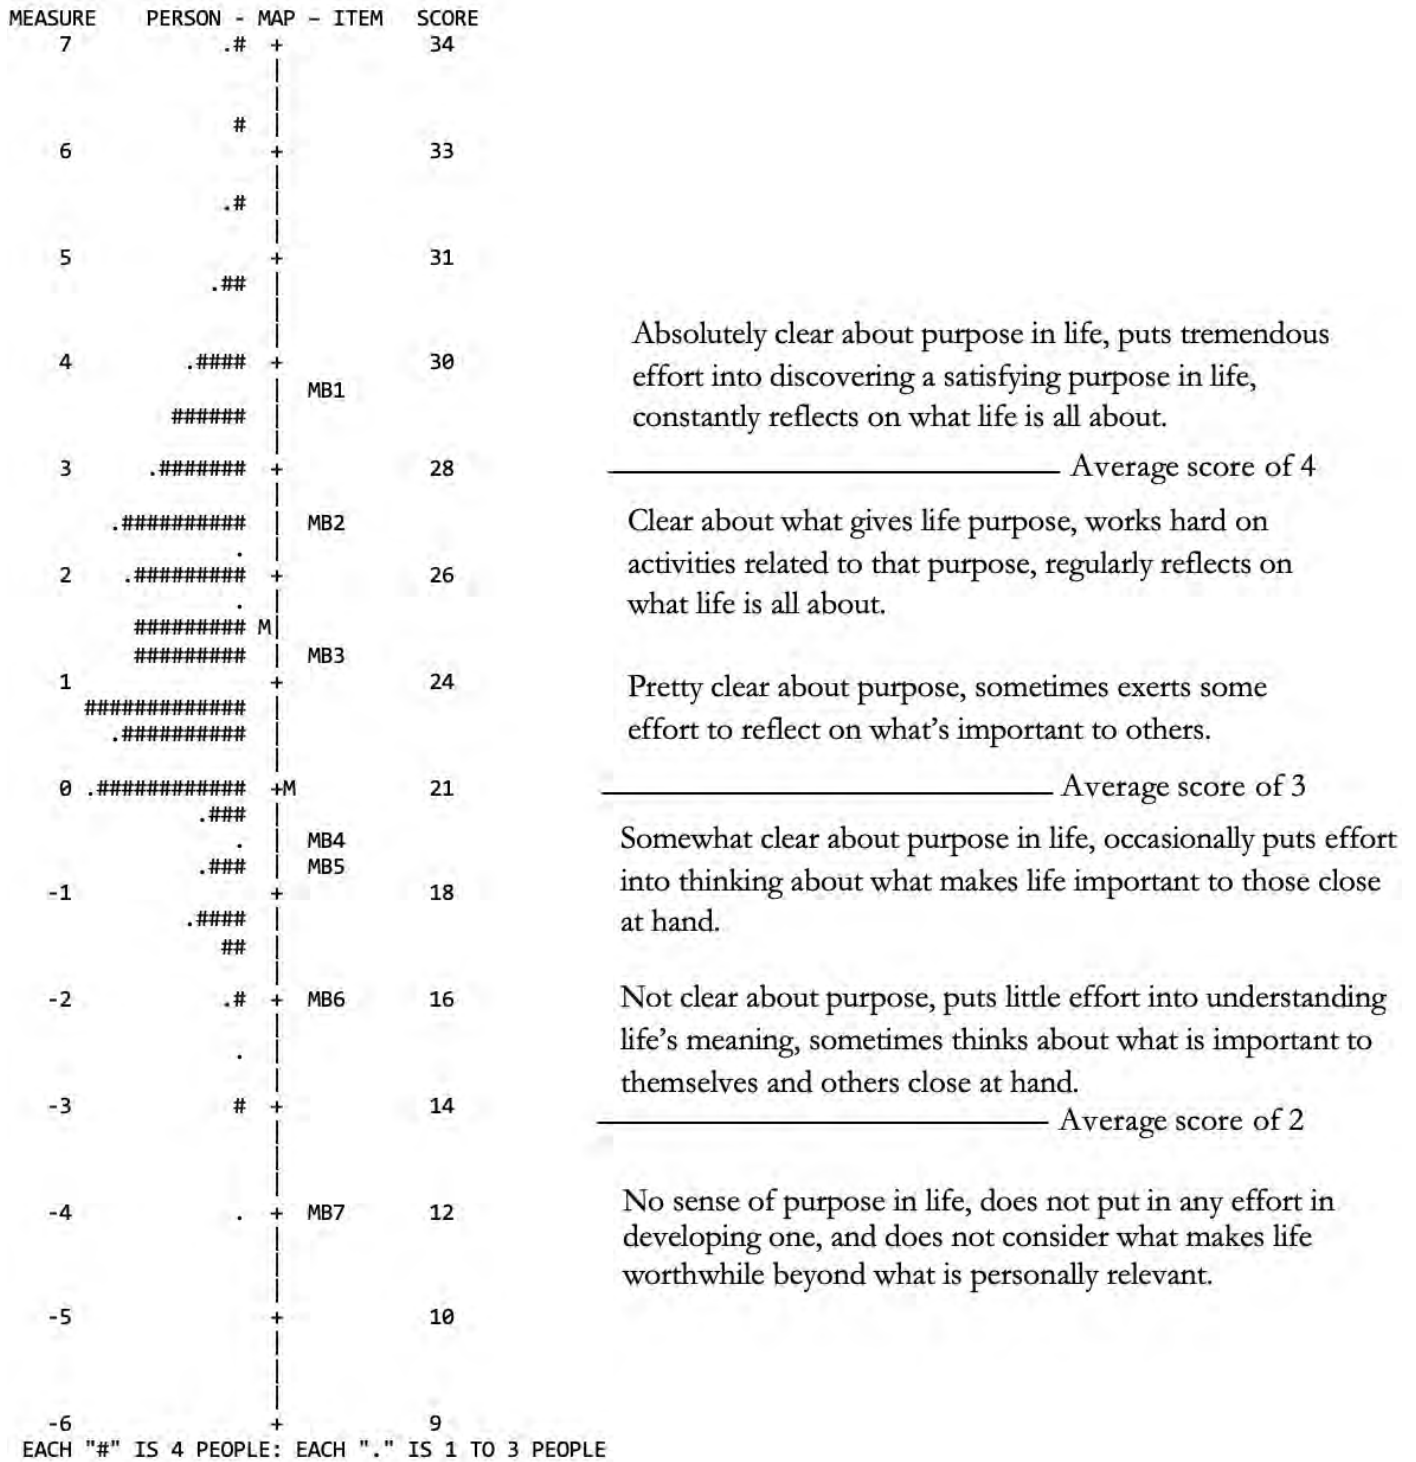 MEASURE PERSON - MAP – ITEM SCORE
7 .# + 34
|
|
# |
6 + 33
|
.# |
|
5 + 31
.## |
|
|
Absolutely clear about purpose in life, puts tremendous
4 .#### + 30
effort into discovering a satisfying purpose in life,
| MB1
###### |
constantly reflects on what life is all about.
|
3 .####### + 28
Average score of 4
|
.########## | MB2
Clear about what gives life purpose, works hard on
. |
activities related to that purpose, regularly reflects on
2 .######### + 26
. |
what life is all about.
######### M|
######### | MB3
1 + 24
Pretty clear about purpose, sometimes exerts some
############# |
.########## |
effort to reflect on what’s important to others.
|
0 .############ +M 21
Average score of 3
.### |
. | MB4
Somewhat clear about purpose in life, occasionally puts effort
.### | MB5
into thinking about what makes life important to those close
-1 + 18
.#### |
at hand.
## |
|
-2 .# + MB6 16
Not clear about purpose, puts little effort into understanding
|
life’s meaning, sometimes thinks about what is important to
. |
|
themselves and others close at hand.
-3 # + 14
Average score of 2
|
|
|
-4 . + MB7 12
No sense of purpose in life, does not put in any effort in
|
developing one, and does not consider what makes life
|
worthwhile beyond what is personally relevant.
|
-5 + 10
|
|
|
-6 + 9
EACH "#" IS 4 PEOPLE: EACH "." IS 1 TO 3 PEOPLE